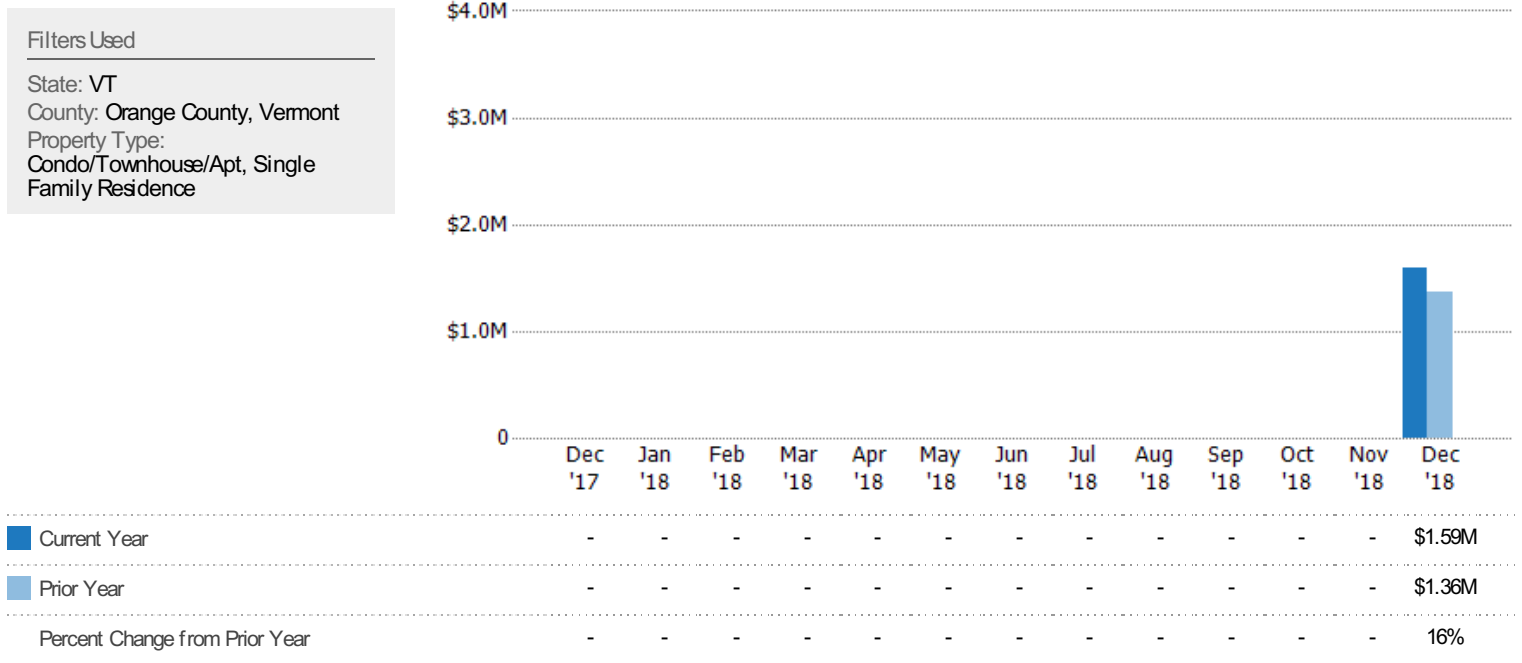 Filters Used
State: VT
County: Orange County, Vermont
Property Type:
Condo/Townhouse/Apt, Single
Family Residence
$4.0M
$3.0M
$2.0M
$1.0M
0
Dec Jan Feb Mar Apr May Jun Jul Aug Sep Oct Nov Dec
'17 '18 '18 '18 '18 '18 '18 '18 '18 '18 '18 '18 '18
Current Year - - - - - - - - - - - - $1.59M
Prior Year - - - - - - - - - - - - $1.36M
Percent Change from Prior Year - - - - - - - - - - - - 16%